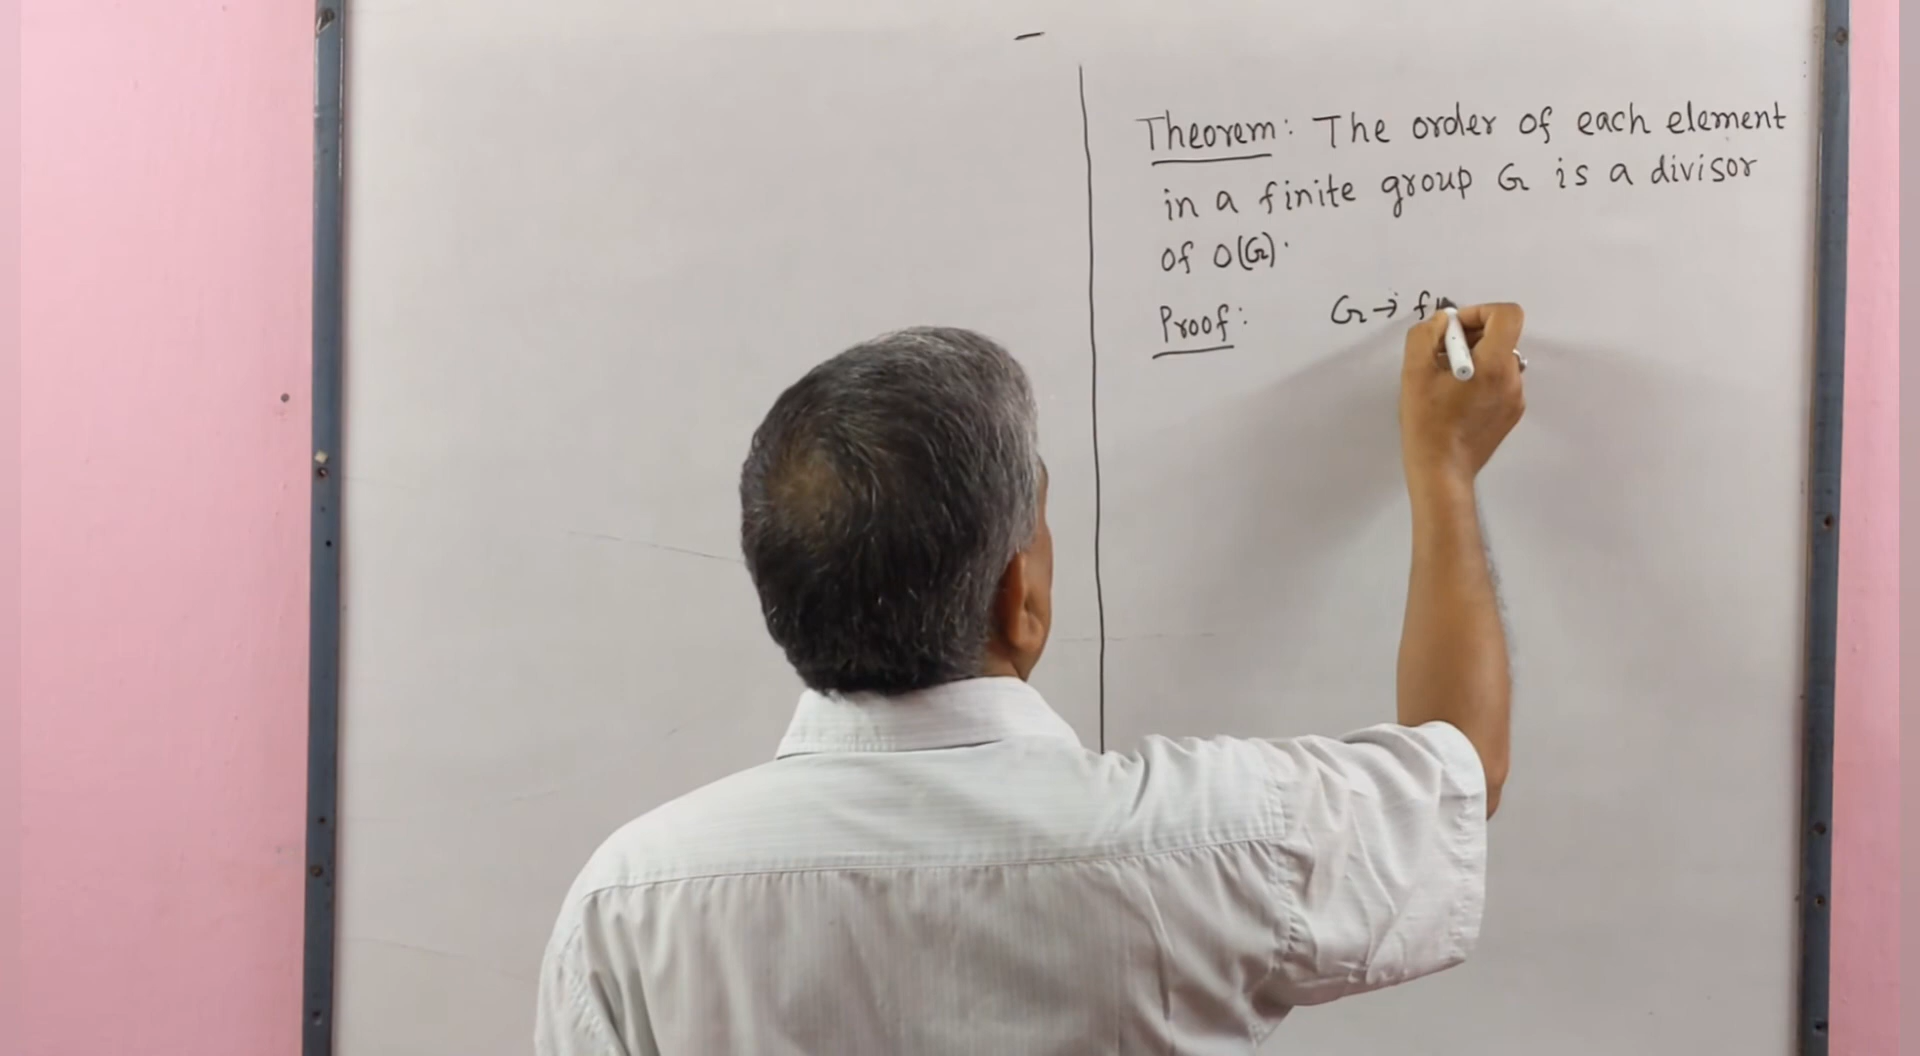 Theorem: The order of each element
in a finite group G is a divisor
of O(G).
Proof: G →